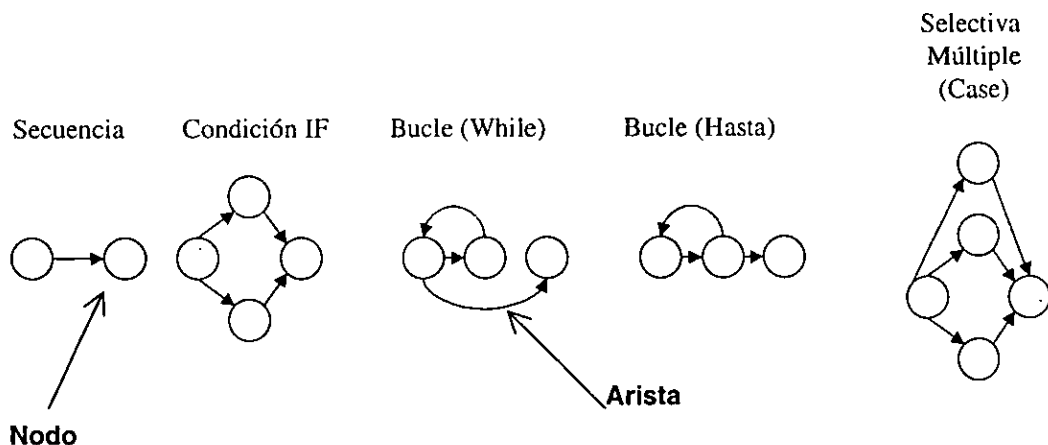 Selectiva
Múltiple
(Case)
Secuencia
Condición IF
Bucle (While)
Bucle (Hasta)
Arista
Nodo